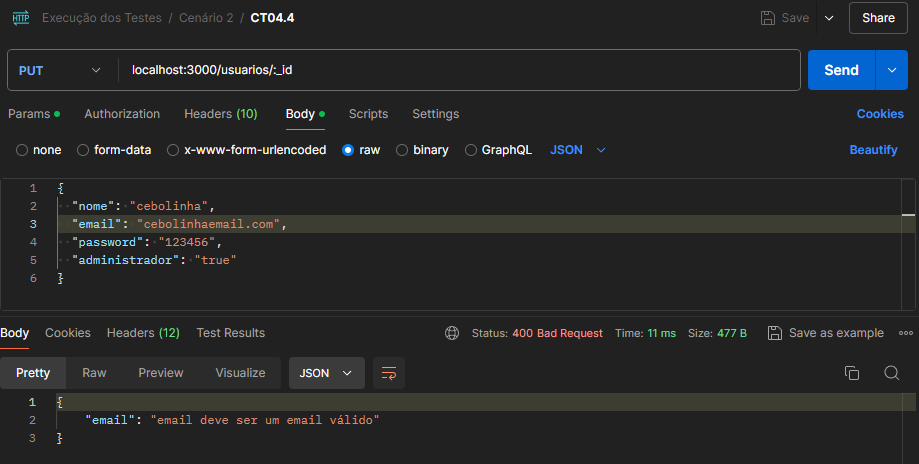 HTTP Execução dos Testes / Cenário 2 / CT04.4 Save Share
PUT localhost:3000/usuarios/:_id Send
Params Authorization Headers (10) Body Scripts Settings Cookies
none form-data x-www-form-urlencoded raw binary GraphQL JSON Beautify
1 {
2 "nome": "cebolinha",
3 "email": "cebolinhaemail.com",
4 "password": "123456",
5 "administrador": "true"
6 }
Body Cookies Headers (12) Test Results Status: 400 Bad Request Time: 11 ms Size: 477 B Save as example
Pretty Raw Preview Visualize JSON
1 {
2 "email": "email deve ser um email válido"
3 }